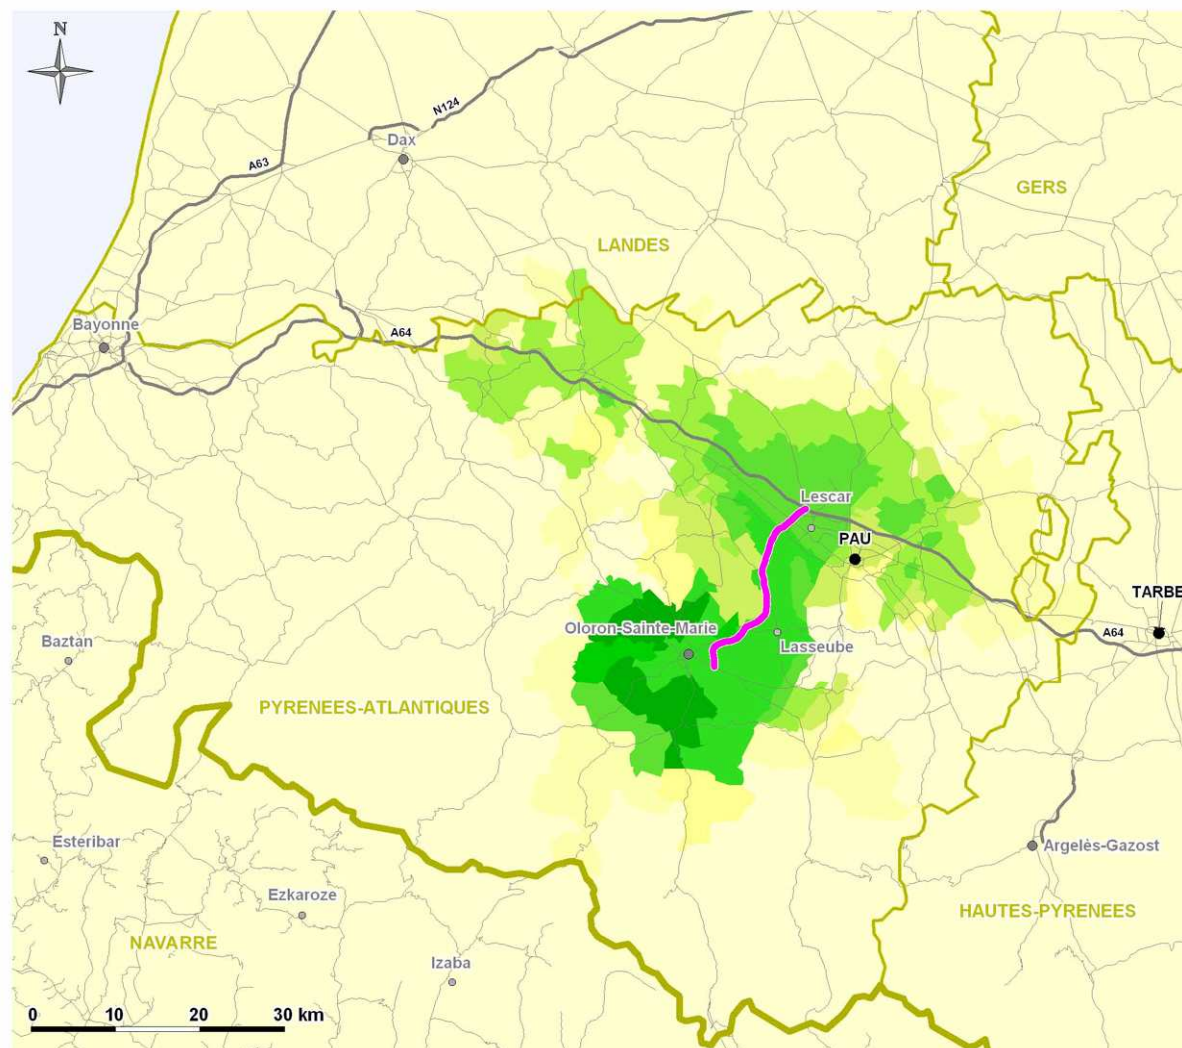 N
N124
Dax
A63
GERS
LANDES
Bayonne
A64
Lescar
PAU
TARBE
Oloron-Sainte-Marie
A64
Baztan
Lasseube
PYRENEES-ATLANTIQUES
Esteribar
Argelès-Gazost
Ezkaroze
HAUTES-PYRENEES
NAVARRE
Izaba
0 10 20 30 km